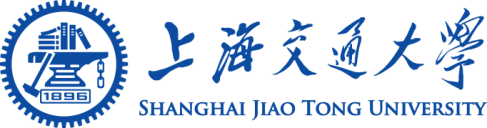 1896
上海交通大學
SHANGHAI JIAO TONG UNIVERSITY